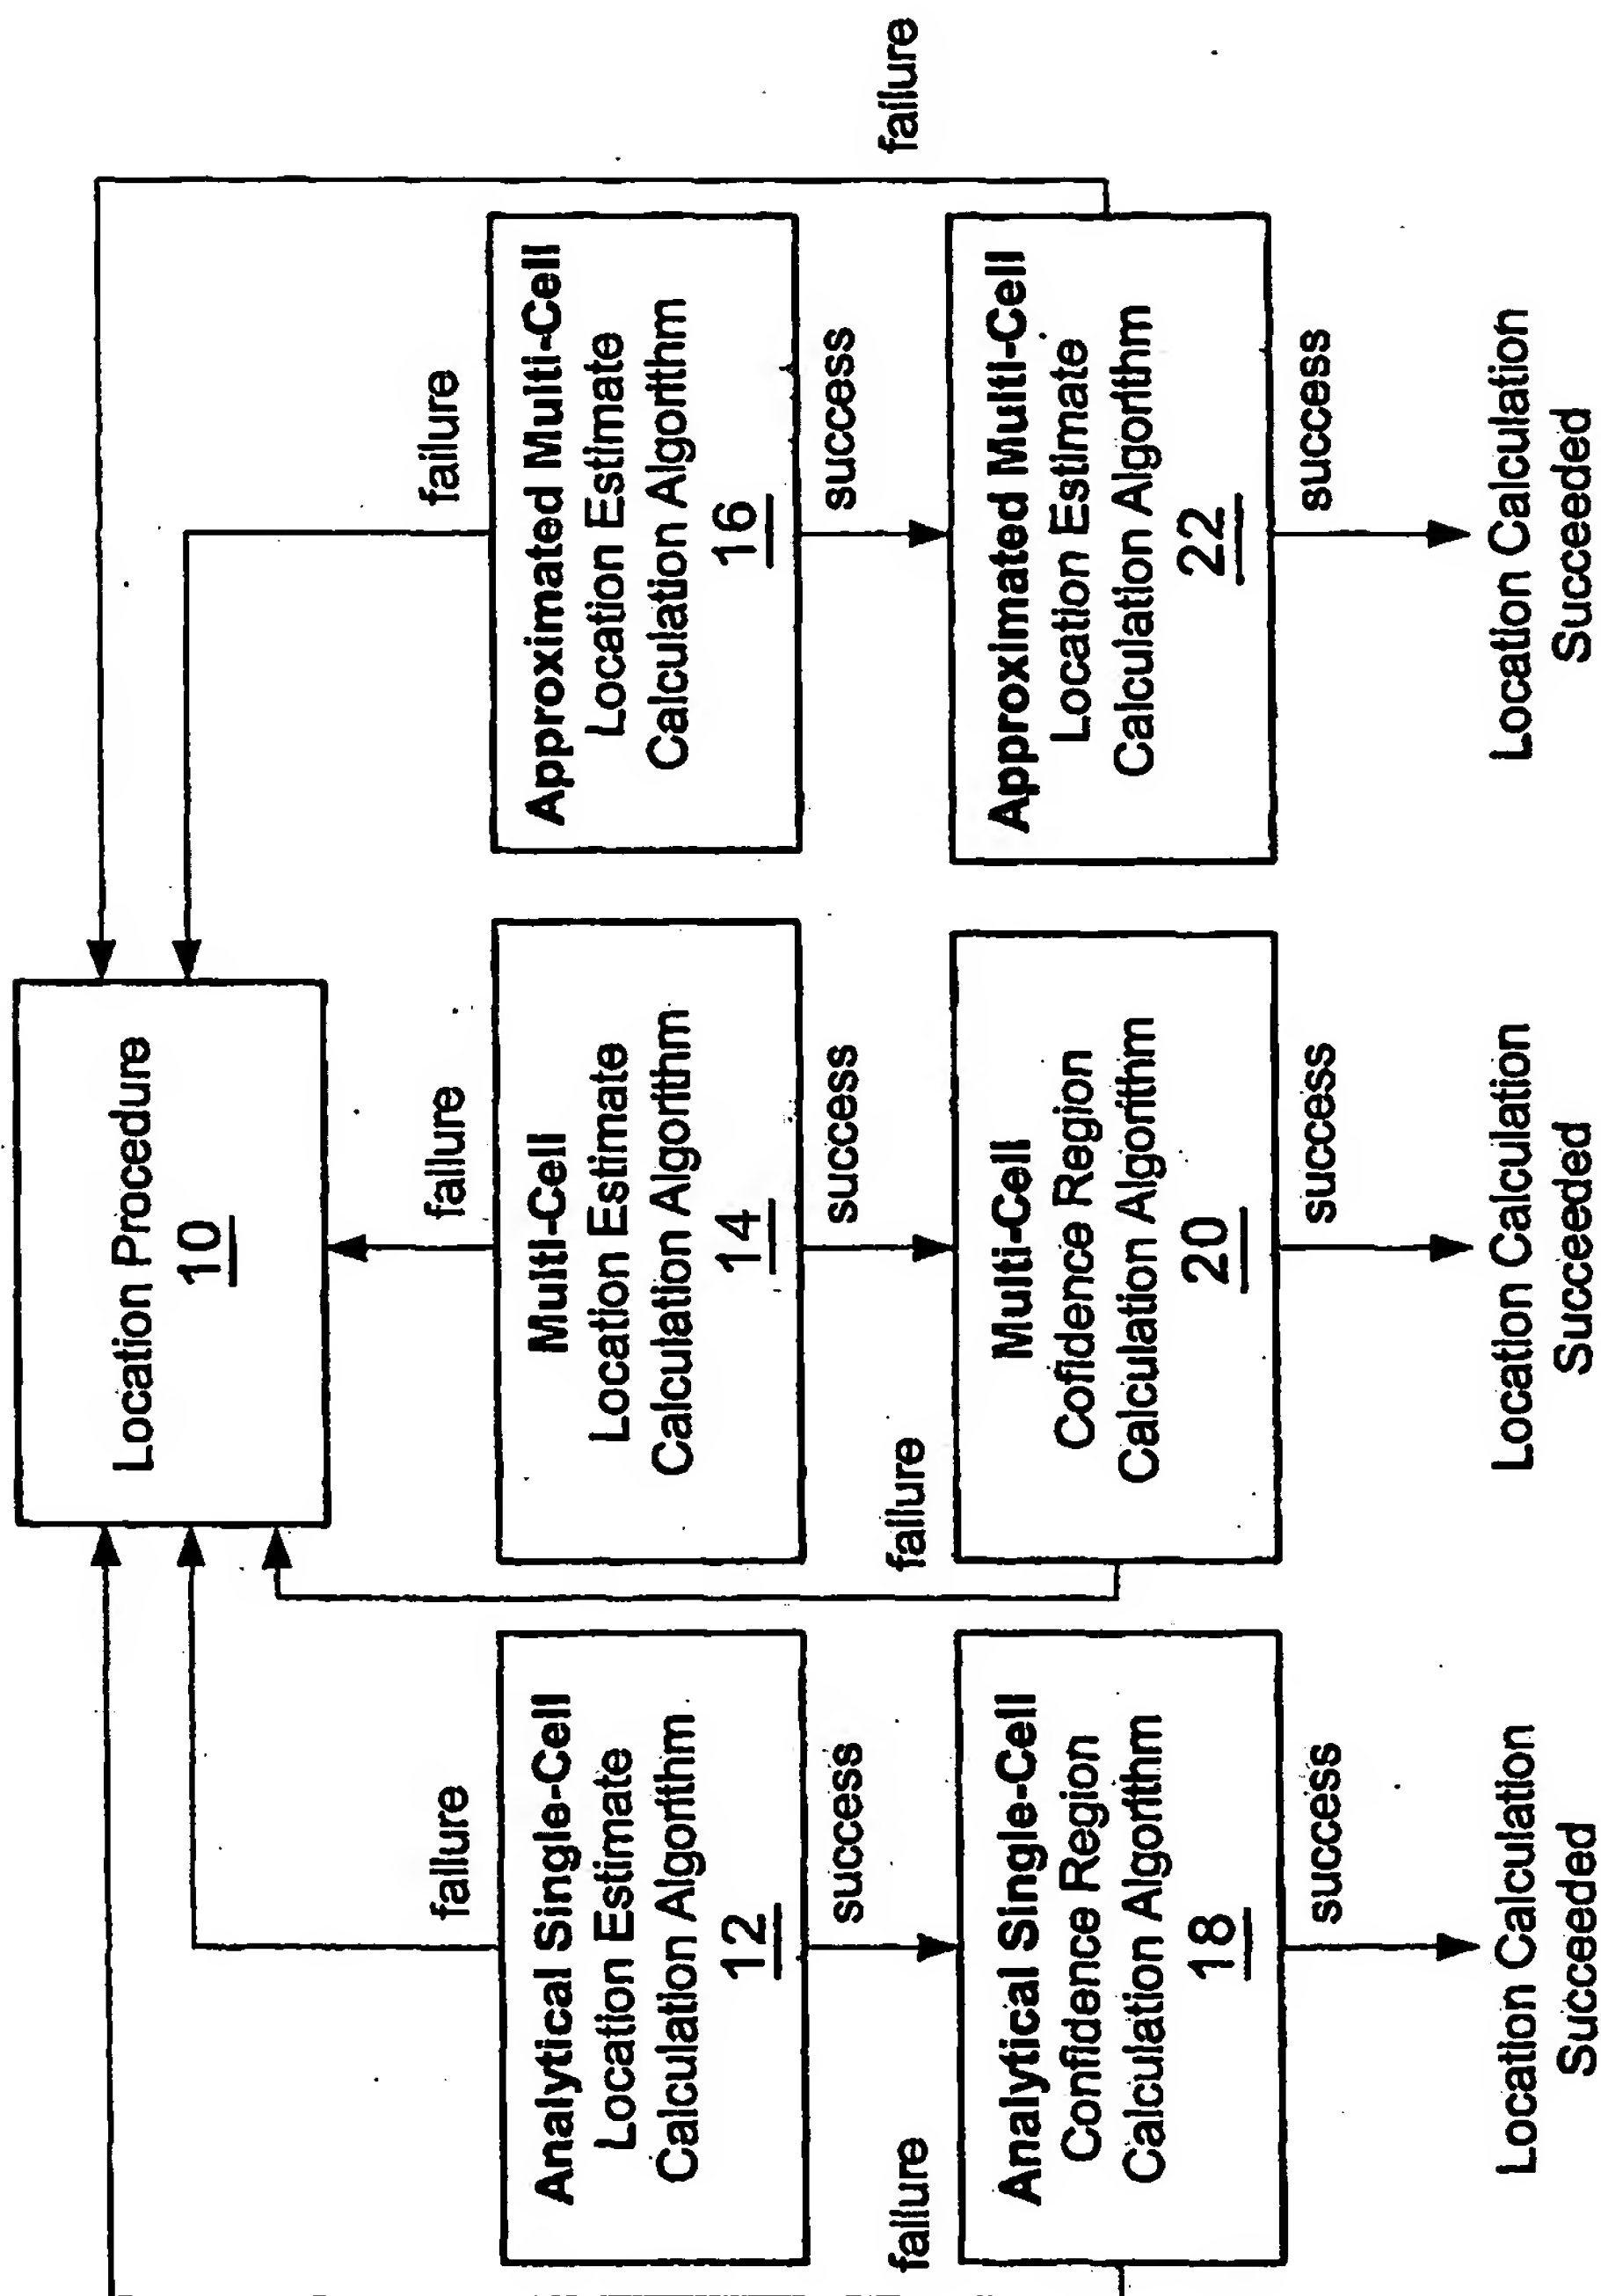 Location Procedure
10
failure
Analytical Single-Cell
Location Estimate
Calculation Algorithm
12
success
failure
Analytical Single-Cell
Confidence Region
Calculation Algorithm
18
success
Location Calculation
Succeeded
failure
Multi-Cell
Location Estimate
Calculation Algorithm
14
success
failure
Multi-Cell
Cofidence Region
Calculation Algorithm
20
success
Location Calculation
Succeeded
failure
Approximated Multi-Cell
Location Estimate
Calculation Algorithm
16
success
failure
Approximated Multi-Cell
Location Estimate
Calculation Algorithm
22
success
Location Calculation
Succeeded